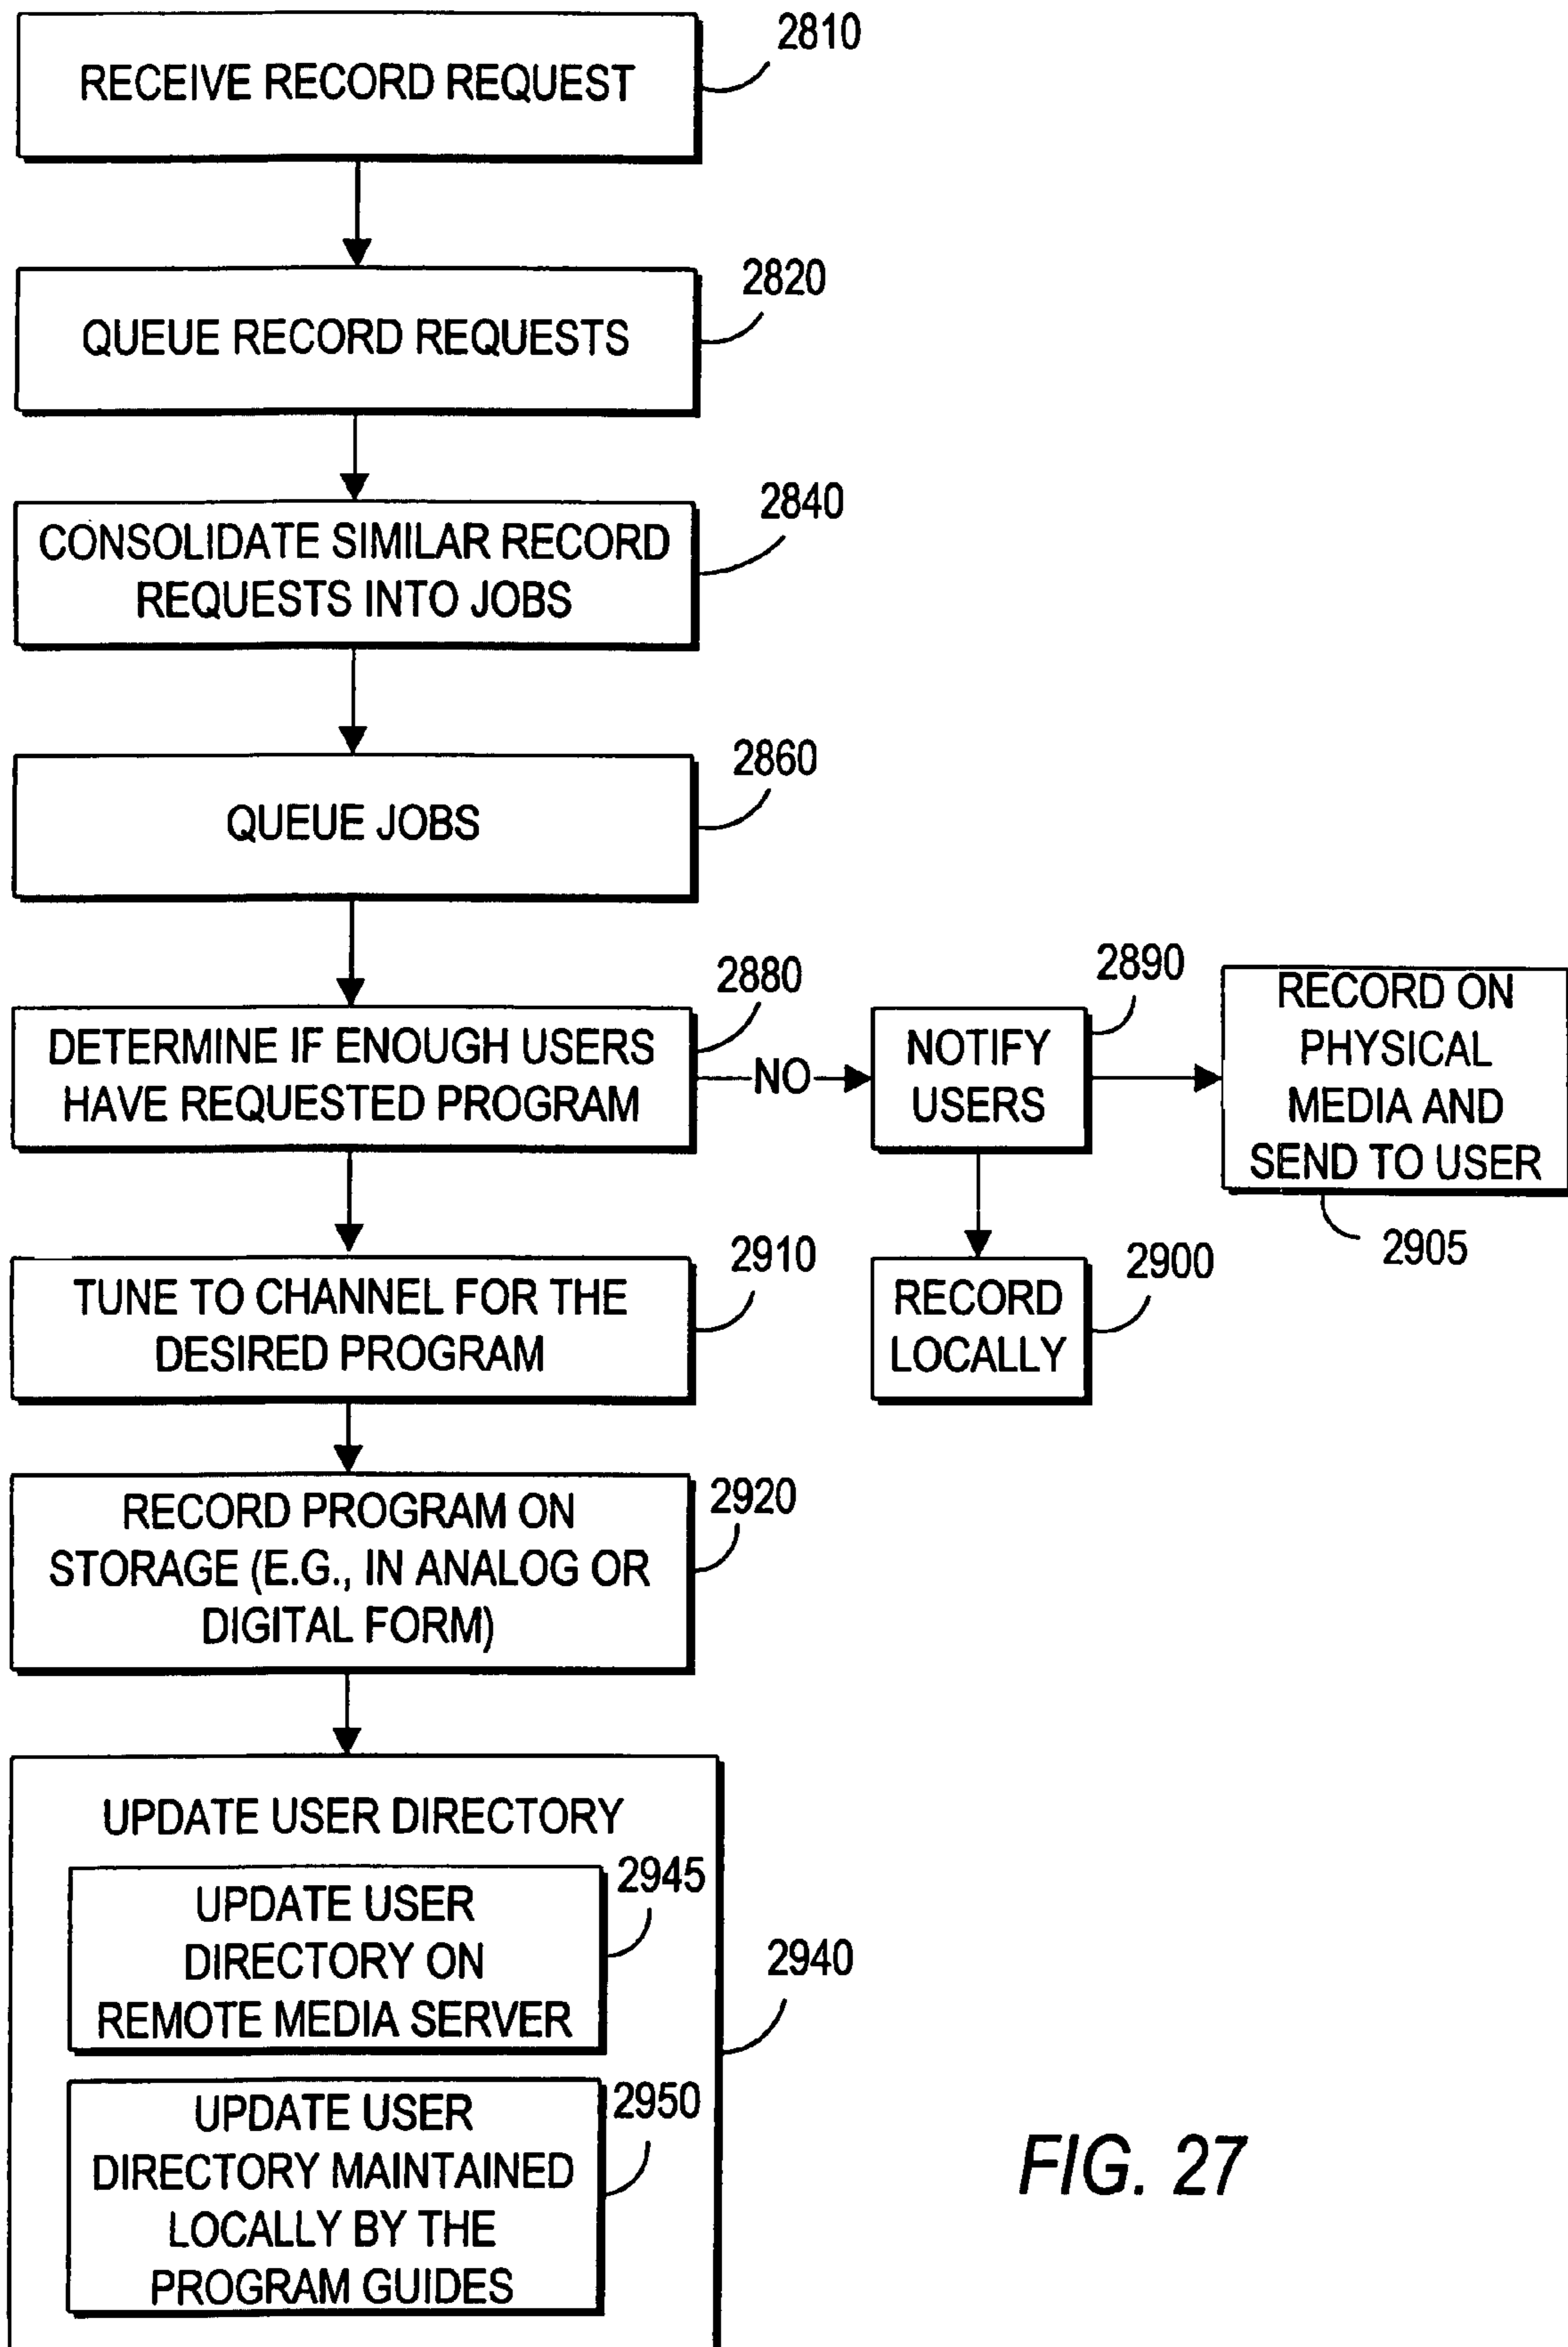 2810
RECEIVE RECORD REQUEST
2820
QUEUE RECORD REQUESTS
2840
CONSOLIDATE SIMILAR RECORD
REQUESTS INTO JOBS
2860
QUEUE JOBS
2880
DETERMINE IF ENOUGH USERS
HAVE REQUESTED PROGRAM
NO
2890
NOTIFY
USERS
RECORD ON
PHYSICAL
MEDIA AND
SEND TO USER
2905
2900
RECORD
LOCALLY
2910
TUNE TO CHANNEL FOR THE
DESIRED PROGRAM
2920
RECORD PROGRAM ON
STORAGE (E.G., IN ANALOG OR
DIGITAL FORM)
UPDATE USER DIRECTORY
2945
UPDATE USER
DIRECTORY ON
REMOTE MEDIA SERVER
2940
2950
UPDATE USER
DIRECTORY MAINTAINED
LOCALLY BY THE
PROGRAM GUIDES
FIG. 27